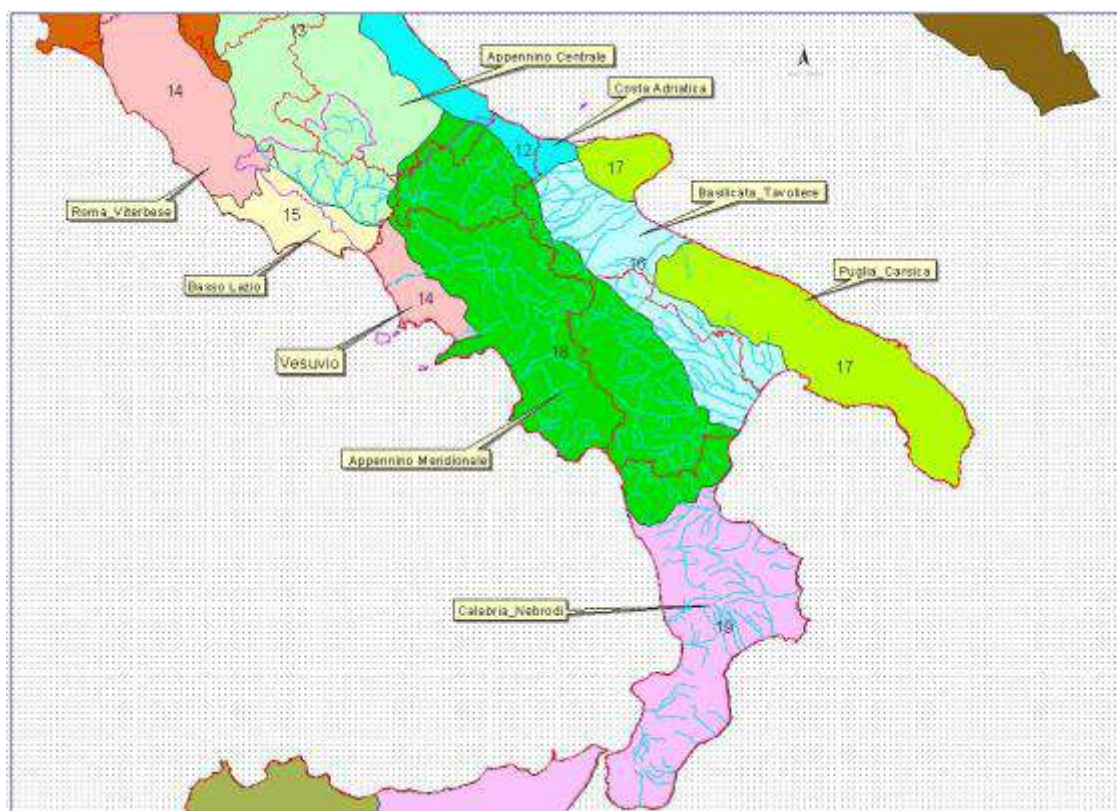 13
Appennino Centrale
14
Costa Adriatica
12
17
Basilicata_Tavoliere
Roma_Viterbese
15
16
Puglia_Carsica
Basso Lazio
14
Vesuvio
18
17
Appennino Meridionale
Calabria_Nebrodi
19